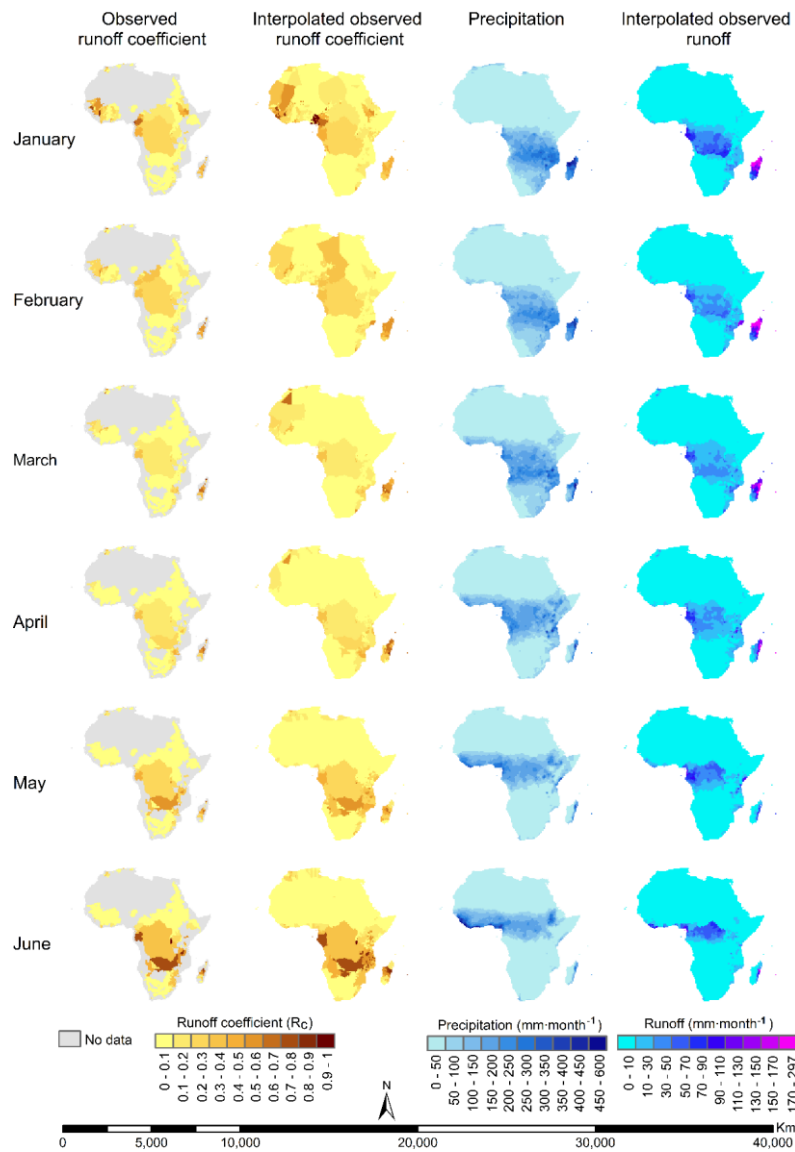 Observed
runoff coefficient
Interpolated observed
runoff coefficient
Precipitation
Interpolated observed
runoff
January
February
March
April
May
June
No data
Runoff coefficient (RC)
0 - 0.1
0.1 - 0.2
0.2 - 0.3
0.3 - 0.4
0.4 - 0.5
0.5 - 0.6
0.6 - 0.7
0.7 - 0.8
0.8 - 0.9
0.9 - 1
Precipitation (mm·month⁻¹)
0 - 50
50 - 100
100 - 150
150 - 200
200 - 250
250 - 300
300 - 350
350 - 400
400 - 450
450 - 600
Runoff (mm·month⁻¹)
0 - 10
10 - 30
30 - 50
50 - 70
70 - 90
90 - 110
110 - 130
130 - 150
150 - 170
170 - 297
N
0
5,000
10,000
20,000
30,000
40,000
Km